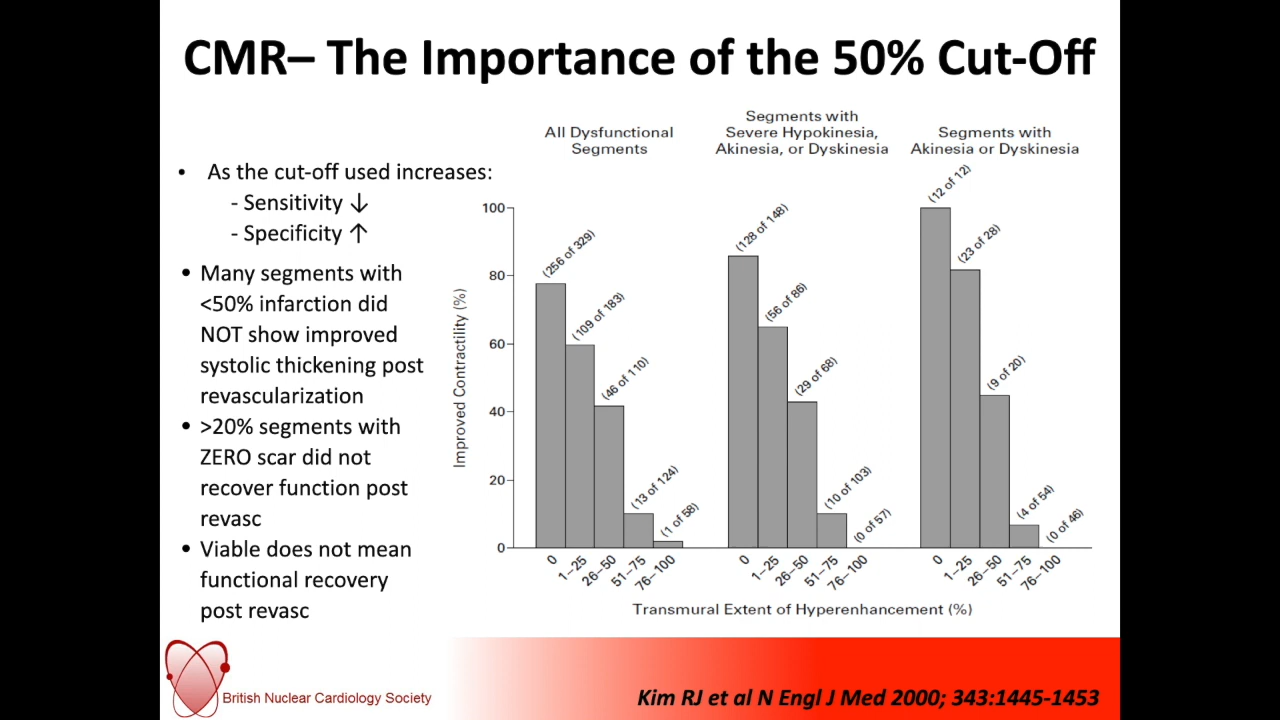 CMR– The Importance of the 50% Cut-Off
• As the cut-off used increases:
- Sensitivity ↓
- Specificity ↑
• Many segments with
<50% infarction did
NOT show improved
systolic thickening post
revascularization
• >20% segments with
ZERO scar did not
recover function post
revasc
• Viable does not mean
functional recovery
post revasc
All Dysfunctional
Segments
Segments with
Severe Hypokinesia,
Akinesia, or Dyskinesia
Segments with
Akinesia or Dyskinesia
Improved Contractility (%)
100
80
60
40
20
0
(256 of 329)
(109 of 183)
(46 of 110)
(13 of 124)
(1 of 58)
(128 of 148)
(56 of 86)
(29 of 68)
(10 of 103)
(0 of 57)
(12 of 12)
(23 of 28)
(9 of 20)
(4 of 54)
(0 of 46)
0
1–25
26–50
51–75
76–100
0
1–25
26–50
51–75
76–100
0
1–25
26–50
51–75
76–100
Transmural Extent of Hyperenhancement (%)
British Nuclear Cardiology Society
Kim RJ et al N Engl J Med 2000; 343:1445-1453